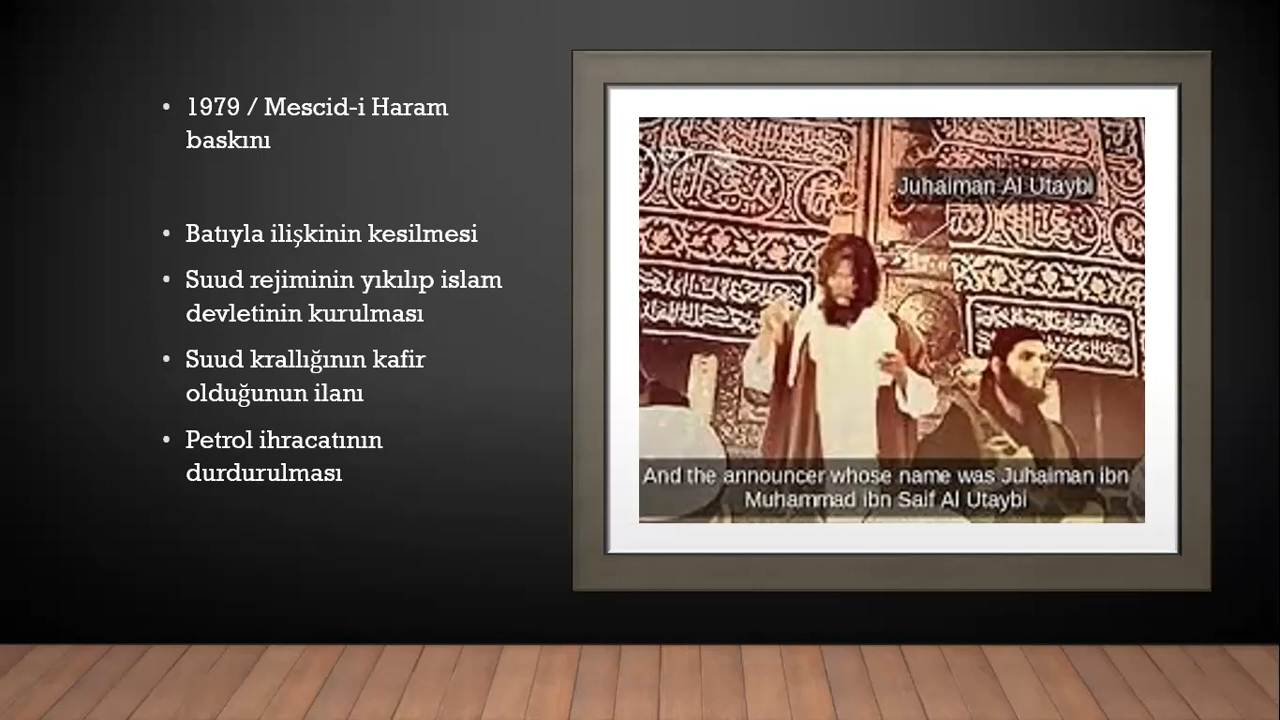 • 1979 / Mescid-i Haram
baskını
• Batıyla ilişkinin kesilmesi
• Suud rejiminin yıkılıp islam
devletinin kurulması
• Suud krallığının kafir
olduğunun ilanı
• Petrol ihracatının
durdurulması
Juhaiman Al Utaybi
And the announcer whose name was Juhaiman ibn
Muhammad ibn Saif Al Utaybi